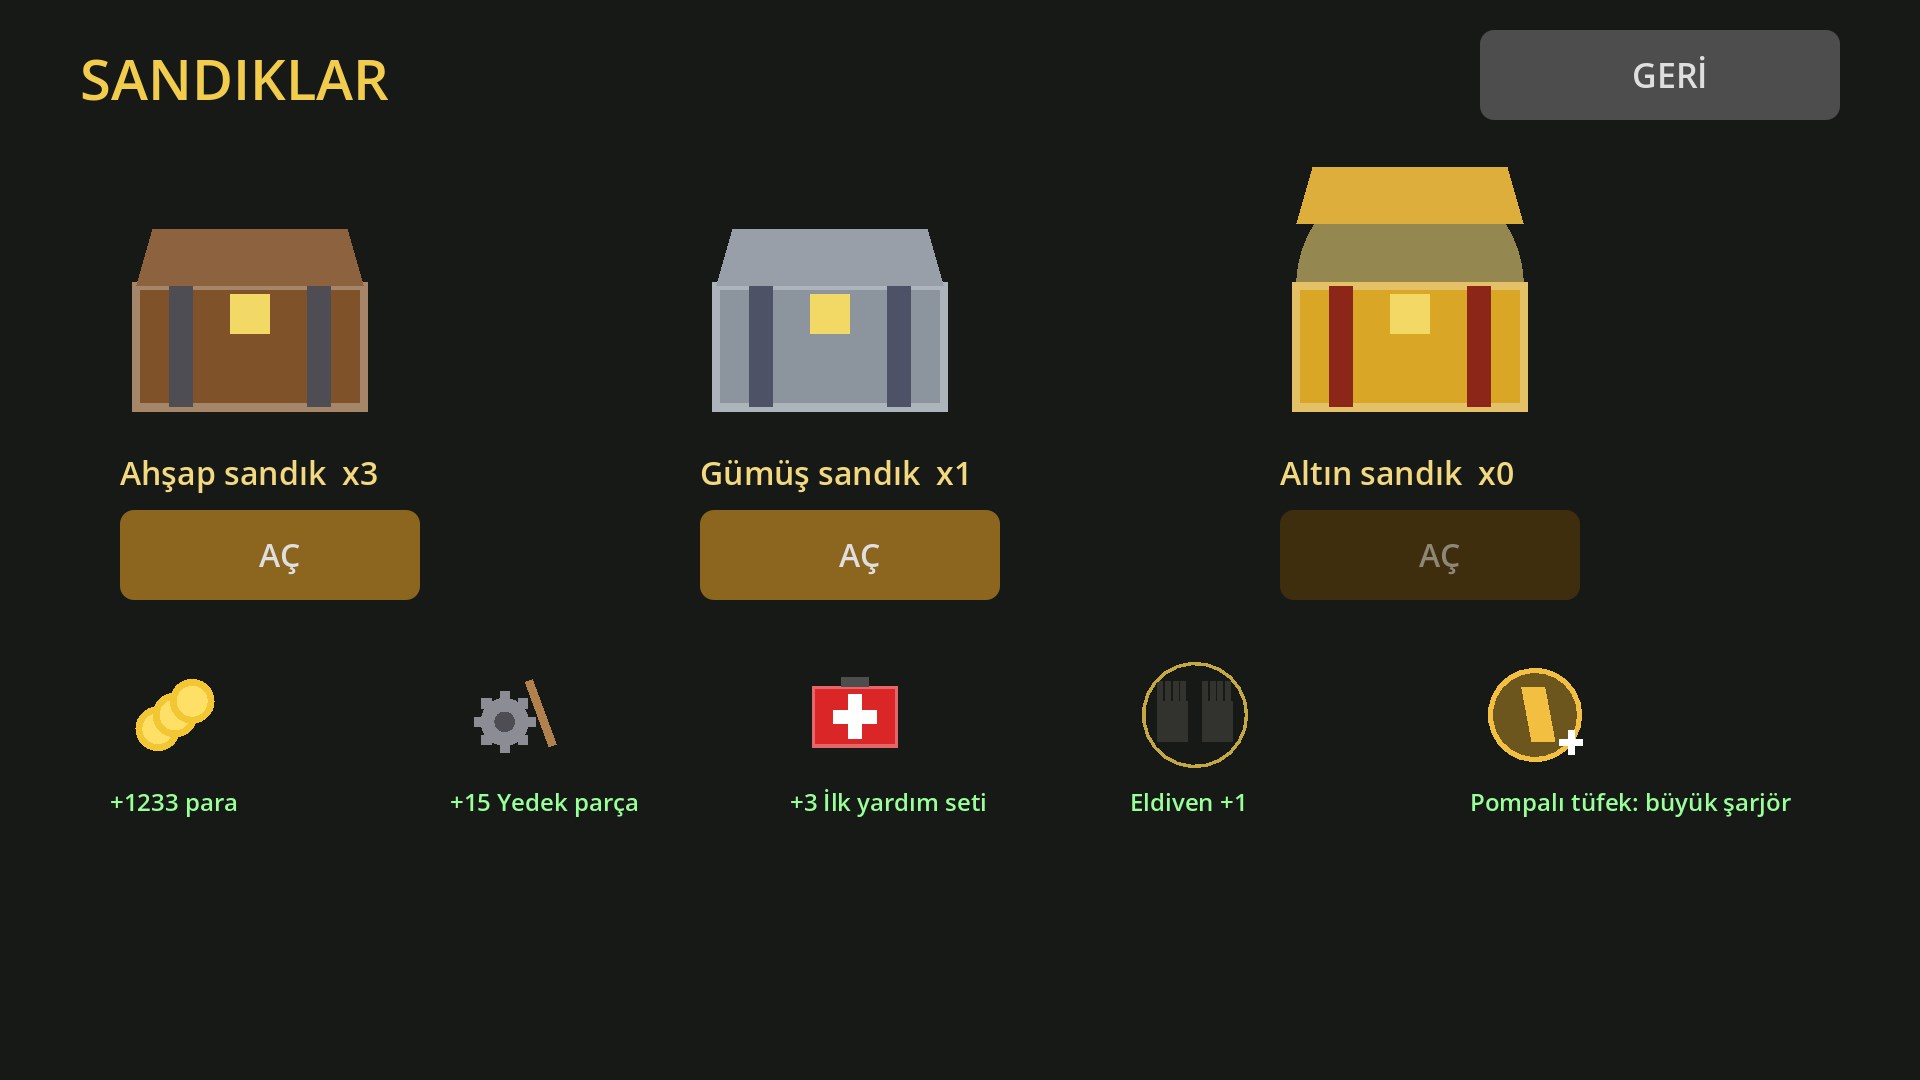 SANDIKLAR
GERİ
Ahşap sandık x3
Gümüş sandık x1
Altın sandık x0
AÇ
AÇ
AÇ
+1233 para
+15 Yedek parça
+3 İlk yardım seti
Eldiven +1
Pompalı tüfek: büyük şarjör